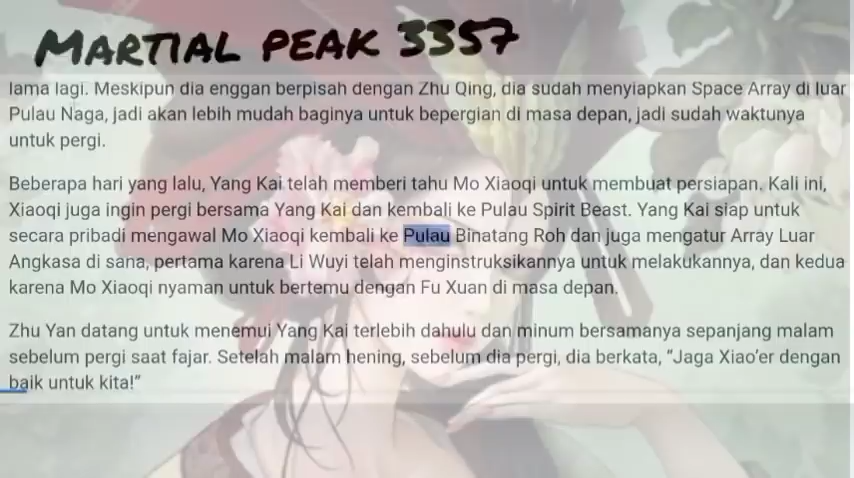 MARTIAL PEAK 3357
lama lagi. Meskipun dia enggan berpisah dengan Zhu Qing, dia sudah menyiapkan Space Array di luar
Pulau Naga, jadi akan lebih mudah baginya untuk bepergian di masa depan, jadi sudah waktunya
untuk pergi.
Beberapa hari yang lalu, Yang Kai telah memberi tahu Mo Xiaoqi untuk membuat persiapan. Kali ini,
Xiaoqi juga ingin pergi bersama Yang Kai dan kembali ke Pulau Spirit Beast. Yang Kai siap untuk
secara pribadi mengawal Mo Xiaoqi kembali ke Pulau Binatang Roh dan juga mengatur Array Luar
Angkasa di sana, pertama karena Li Wuyi telah menginstruksikannya untuk melakukannya, dan kedua
karena Mo Xiaoqi nyaman untuk bertemu dengan Fu Xuan di masa depan.
Zhu Yan datang untuk menemui Yang Kai terlebih dahulu dan minum bersamanya sepanjang malam
sebelum pergi saat fajar. Setelah malam hening, sebelum dia pergi, dia berkata, “Jaga Xiao’er dengan
baik untuk kita!”